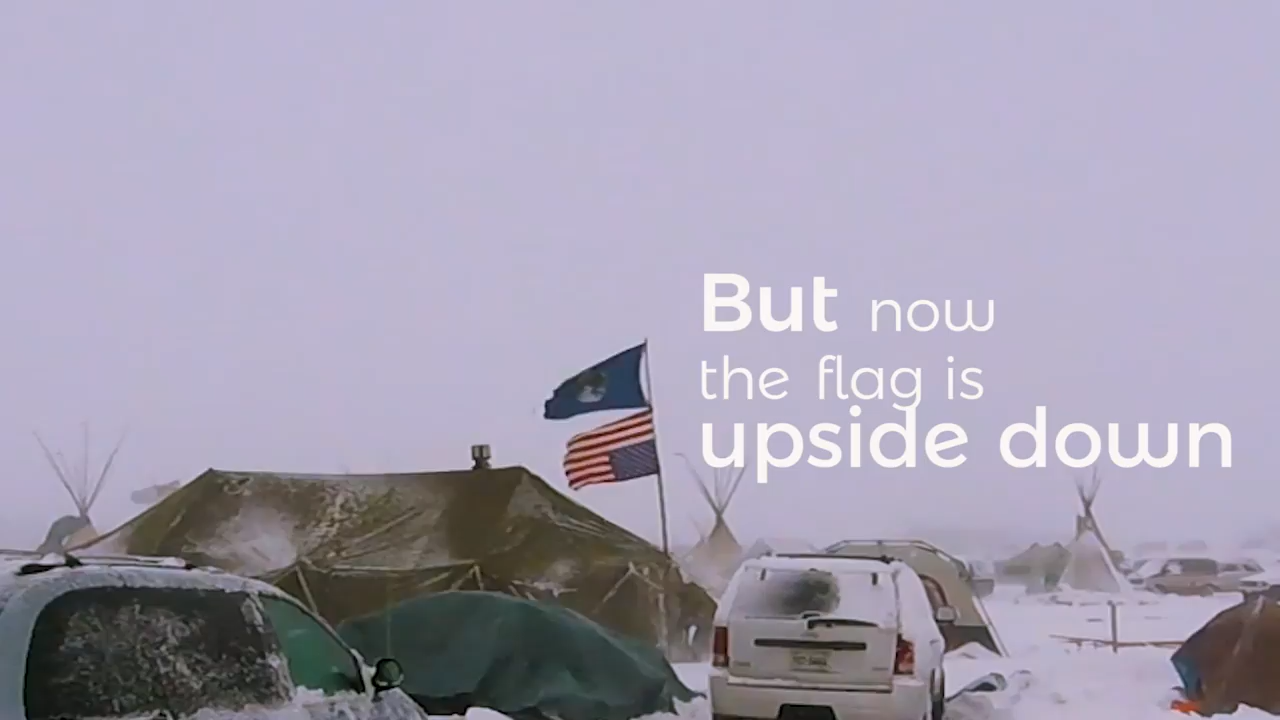 But now
the flag is
upside down